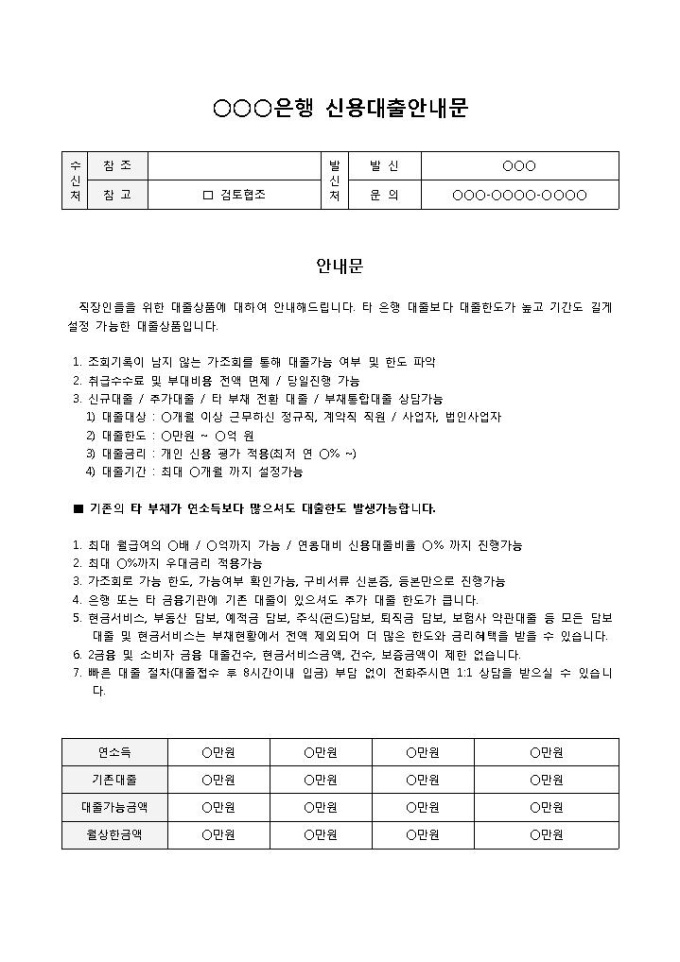 ○○○은행 신용대출안내문
수신처 참 조 발신처 발 신 ○○○
참 고 □ 검토협조 문 의 ○○○-○○○○-○○○○
안내문
직장인들을 위한 대출상품에 대하여 안내해드립니다. 타 은행 대출보다 대출한도가 높고 기간도 길게
설정 가능한 대출상품입니다.
1. 조회기록이 남지 않는 가조회를 통해 대출가능 여부 및 한도 파악
2. 취급수수료 및 부대비용 전액 면제 / 당일진행 가능
3. 신규대출 / 추가대출 / 타 부채 전환 대출 / 부채통합대출 상담가능
1) 대출대상 : ○개월 이상 근무하신 정규직, 계약직 직원 / 사업자, 법인사업자
2) 대출한도 : ○만원 ~ ○억 원
3) 대출금리 : 개인 신용 평가 적용(최저 연 ○% ~)
4) 대출기간 : 최대 ○개월 까지 설정가능
■ 기존의 타 부채가 연소득보다 많으셔도 대출한도 발생가능합니다.
1. 최대 월급여의 ○배 / ○억까지 가능 / 연봉대비 신용대출비율 ○% 까지 진행가능
2. 최대 ○%까지 우대금리 적용가능
3. 가조회로 가능 한도, 가능여부 확인가능, 구비서류 신분증, 등본만으로 진행가능
4. 은행 또는 타 금융기관에 기존 대출이 있으셔도 추가 대출 한도가 큽니다.
5. 현금서비스, 부동산 담보, 예적금 담보, 주식(펀드)담보, 퇴직금 담보, 보험사 약관대출 등 모든 담보
대출 및 현금서비스는 부채현황에서 전액 제외되어 더 많은 한도와 금리혜택을 받을 수 있습니다.
6. 2금융 및 소비자 금융 대출건수, 현금서비스금액, 건수, 보증금액이 제한 없습니다.
7. 빠른 대출 절차(대출접수 후 8시간이내 입금) 부담 없이 전화주시면 1:1 상담을 받으실 수 있습니
다.
연소득 ○만원 ○만원 ○만원 ○만원
기존대출 ○만원 ○만원 ○만원 ○만원
대출가능금액 ○만원 ○만원 ○만원 ○만원
월상환금액 ○만원 ○만원 ○만원 ○만원